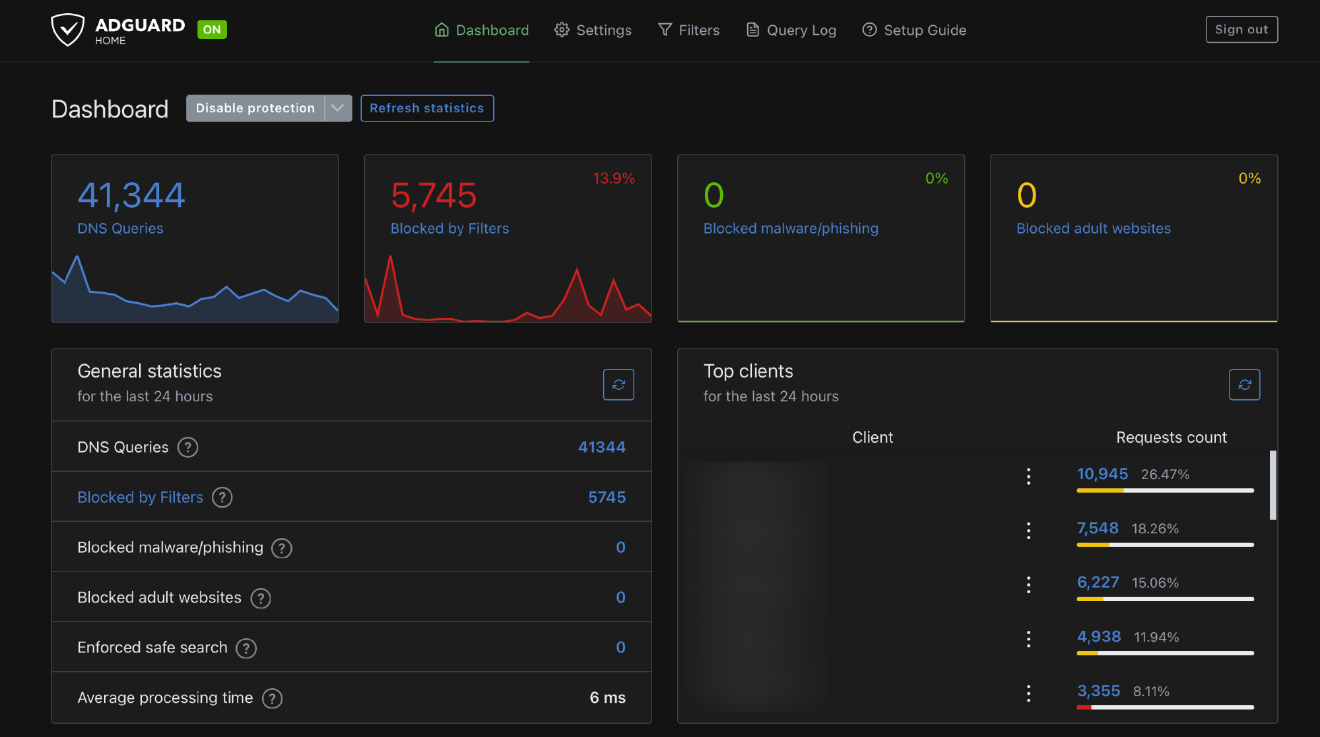 ADGUARD
HOME
ON
Dashboard
Settings
Filters
Query Log
Setup Guide
Sign out
Dashboard
Disable protection
Refresh statistics
41,344
DNS Queries
5,745
13.9%
Blocked by Filters
0
0%
Blocked malware/phishing
0
0%
Blocked adult websites
General statistics
for the last 24 hours
DNS Queries ? 41344
Blocked by Filters ? 5745
Blocked malware/phishing ? 0
Blocked adult websites ? 0
Enforced safe search ? 0
Average processing time ? 6 ms
Top clients
for the last 24 hours
Client Requests count
10,945 26.47%
7,548 18.26%
6,227 15.06%
4,938 11.94%
3,355 8.11%